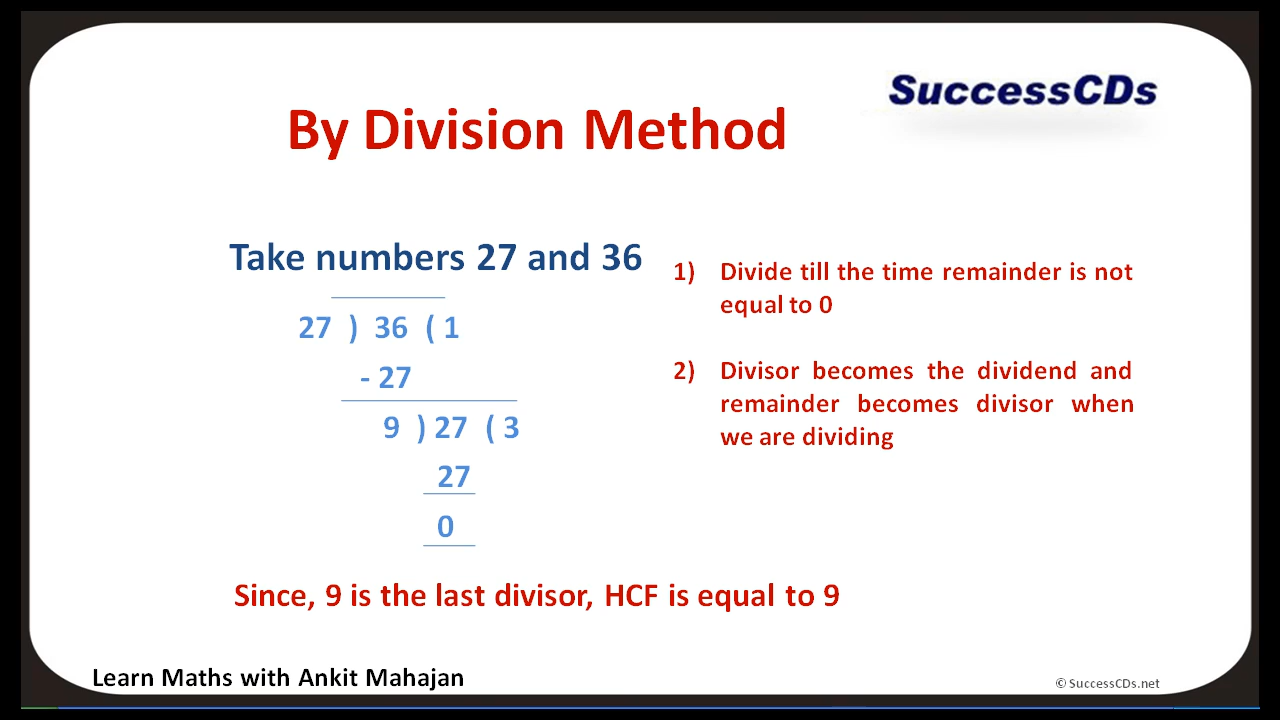 SuccessCDs
By Division Method
Take numbers 27 and 36
27 ) 36 ( 1
- 27
9 ) 27 ( 3
27
0
1) Divide till the time remainder is not
equal to 0
2) Divisor becomes the dividend and
remainder becomes divisor when
we are dividing
Since, 9 is the last divisor, HCF is equal to 9
Learn Maths with Ankit Mahajan
© SuccessCDs.net